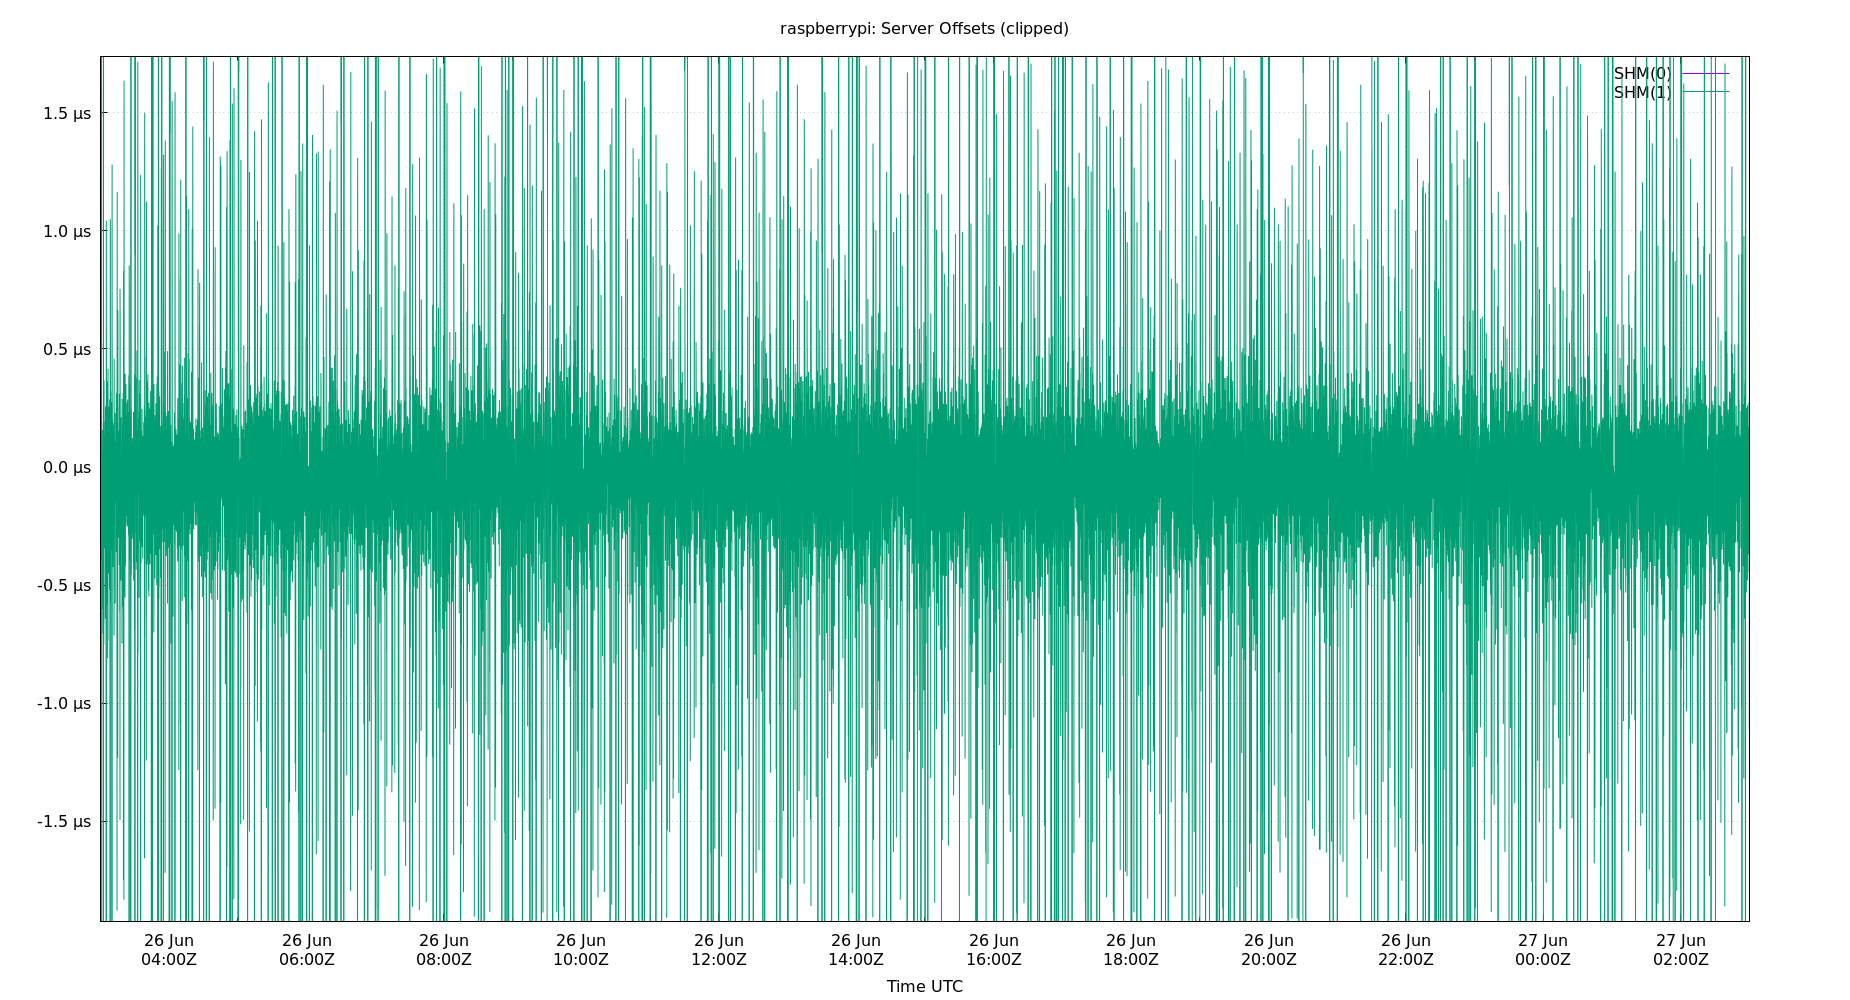 raspberrypi: Server Offsets (clipped)
SHM(0)
SHM(1)
1.5 µs
1.0 µs
0.5 µs
0.0 µs
-0.5 µs
-1.0 µs
-1.5 µs
26 Jun 26 Jun 26 Jun 26 Jun 26 Jun 26 Jun 26 Jun 26 Jun 26 Jun 26 Jun 27 Jun 27 Jun
04:00Z 06:00Z 08:00Z 10:00Z 12:00Z 14:00Z 16:00Z 18:00Z 20:00Z 22:00Z 00:00Z 02:00Z
Time UTC